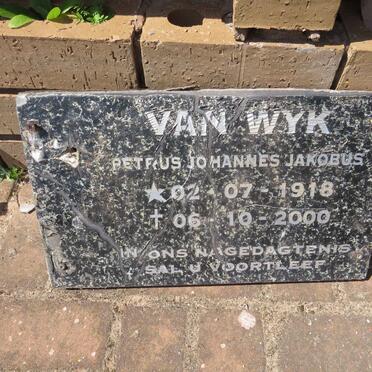 VAN WYK
PETRUS JOHANNES JAKOBUS
★ 02 - 07 - 1918
✝ 06 - 10 - 2000
IN ONS NAGEDAGTENIS
SAL U VOORTLEEF